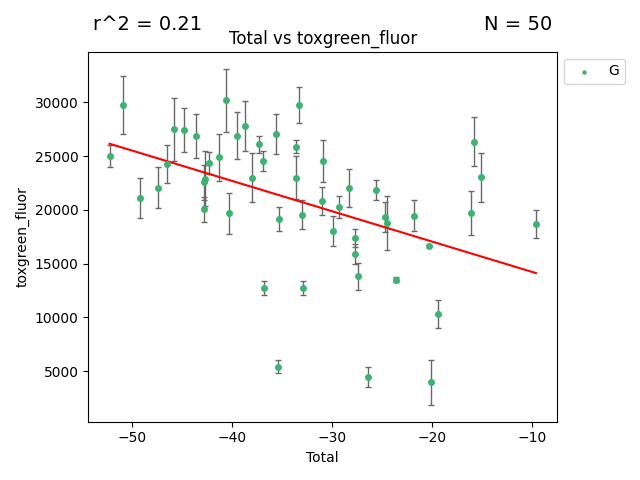 r^2 = 0.21
N = 50
Total vs toxgreen_fluor
G
toxgreen_fluor
30000
25000
20000
15000
10000
5000
−50
−40
−30
−20
−10
Total